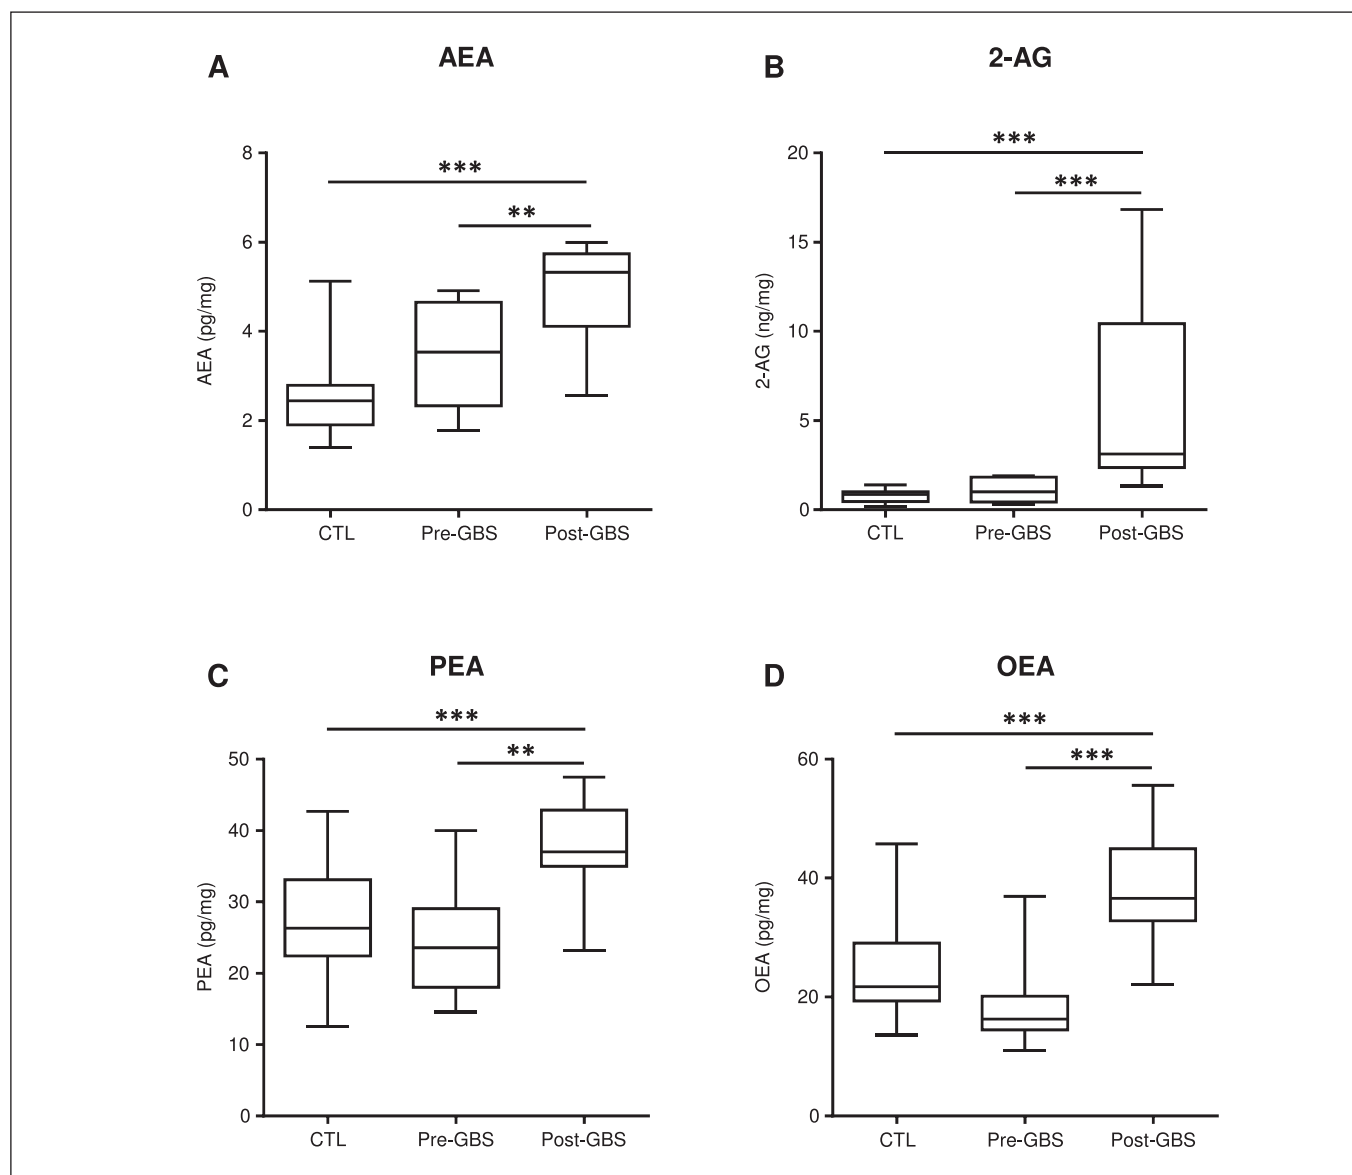 A
AEA
AEA (pg/mg)
8
6
4
2
0
***
**
CTL
Pre-GBS
Post-GBS
B
2-AG
2-AG (ng/mg)
20
15
10
5
0
***
***
CTL
Pre-GBS
Post-GBS
C
PEA
PEA (pg/mg)
50
40
30
20
10
0
***
**
CTL
Pre-GBS
Post-GBS
D
OEA
OEA (pg/mg)
60
40
20
0
***
***
CTL
Pre-GBS
Post-GBS